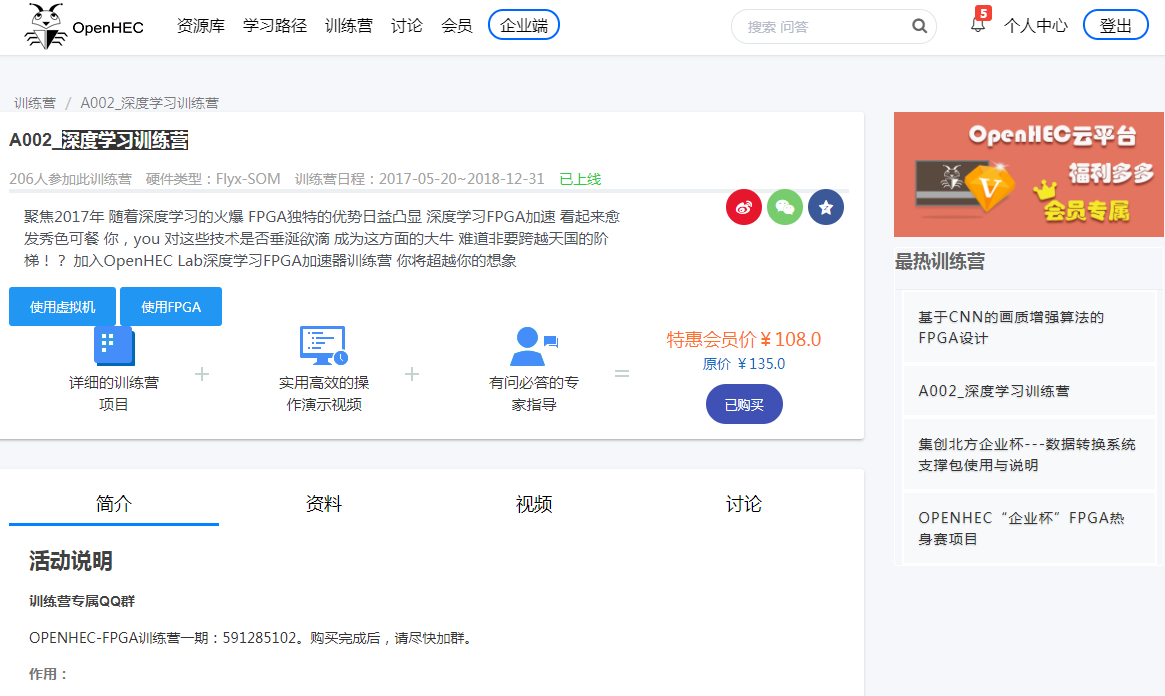 OpenHEC 资源库 学习路径 训练营 讨论 会员 企业端 搜索 问答 5 个人中心 登出
训练营 / A002_深度学习训练营
A002_深度学习训练营
206人参加此训练营 硬件类型：Flyx-SOM 训练营日程：2017-05-20~2018-12-31 已上线
聚焦2017年 随着深度学习的火爆 FPGA独特的优势日益凸显 深度学习FPGA加速 看起来愈
发秀色可餐 你，you 对这些技术是否垂涎欲滴 成为这方面的大牛 难道非要跨越天国的阶
梯！？ 加入OpenHEC Lab深度学习FPGA加速器训练营 你将超越你的想象
使用虚拟机 使用FPGA
详细的训练营
项目
+
实用高效的操
作演示视频
+
有问必答的专
家指导
=
特惠会员价￥108.0
原价 ￥135.0
已购买
简介 资料 视频 讨论
活动说明
训练营专属QQ群
OPENHEC-FPGA训练营一期：591285102。购买完成后，请尽快加群。
作用：
OpenHEC云平台
福利多多
V
会员专属
最热训练营
基于CNN的画质增强算法的
FPGA设计
A002_深度学习训练营
集创北方企业杯---数据转换系统
支撑包使用与说明
OPENHEC“企业杯”FPGA热
身赛项目